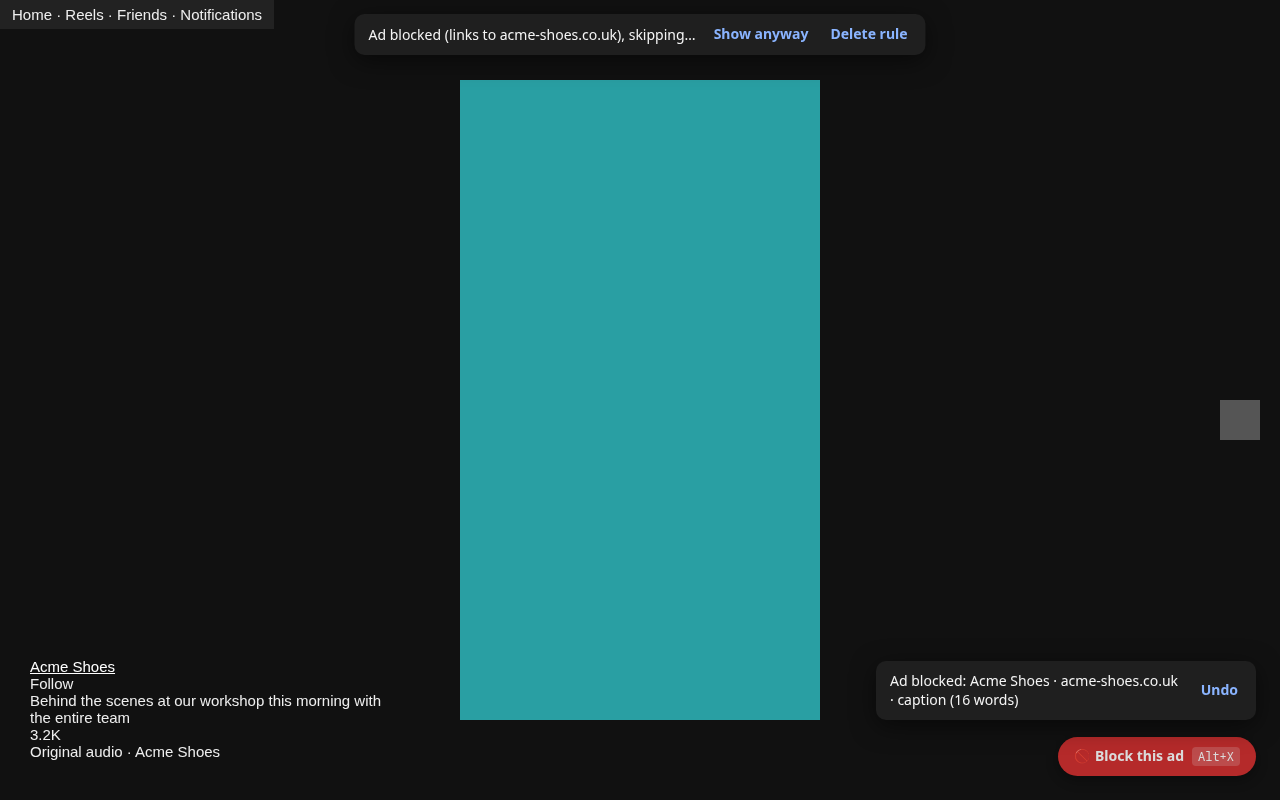 Home · Reels · Friends · Notifications
Ad blocked (links to acme-shoes.co.uk), skipping... Show anyway Delete rule
Acme Shoes
Follow
Behind the scenes at our workshop this morning with
the entire team
3.2K
Original audio · Acme Shoes
Ad blocked: Acme Shoes · acme-shoes.co.uk
· caption (16 words)
Undo
Block this ad Alt+X